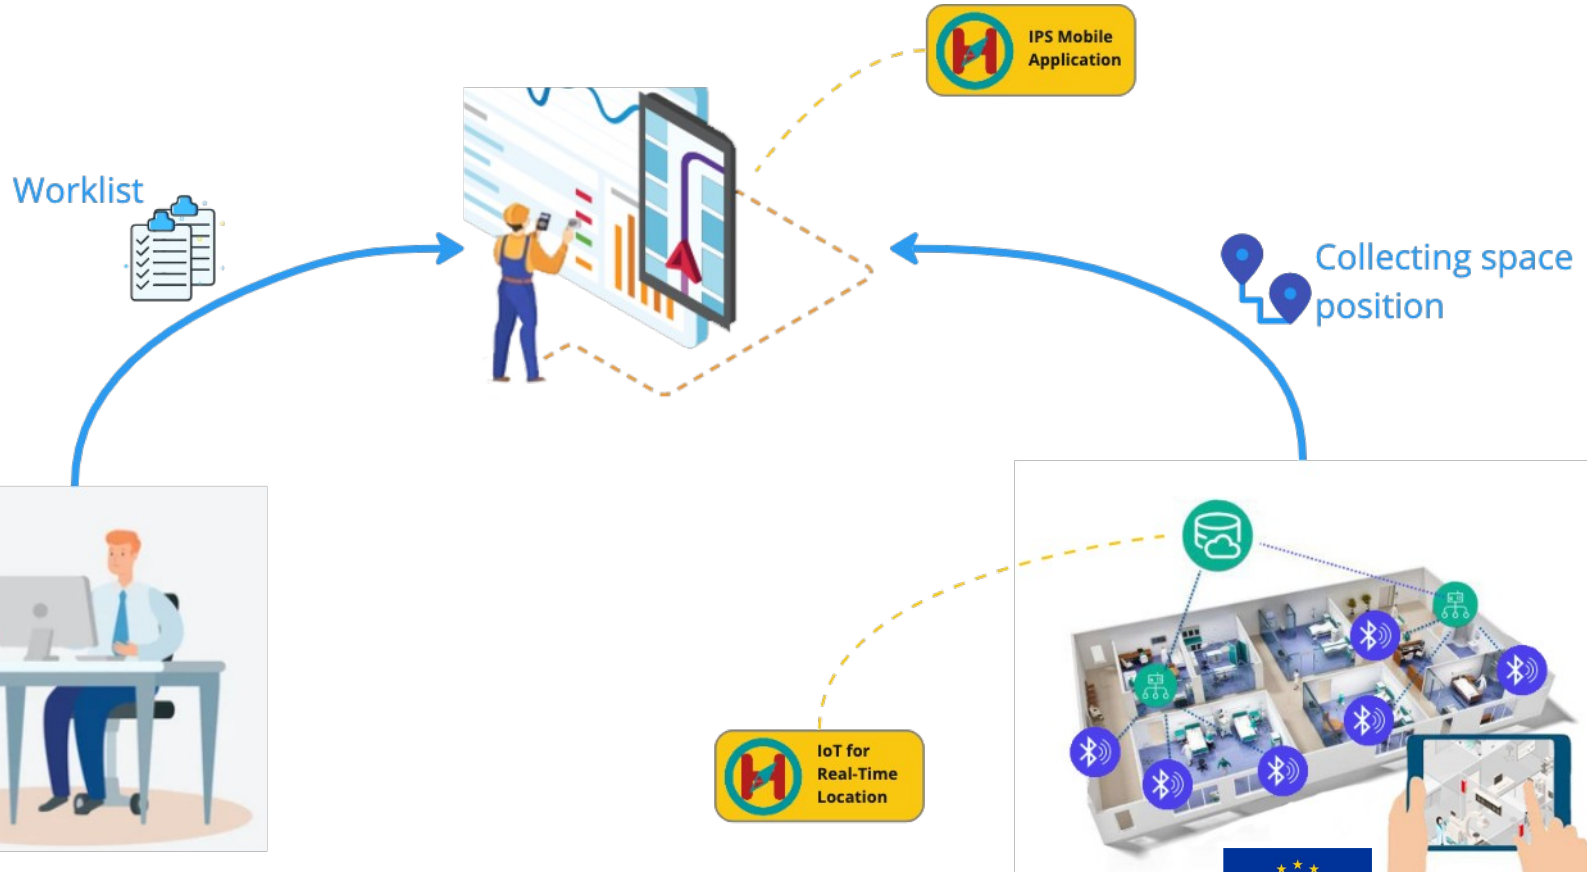 IPS Mobile
Application
Worklist
Collecting space
position
IoT for
Real-Time
Location